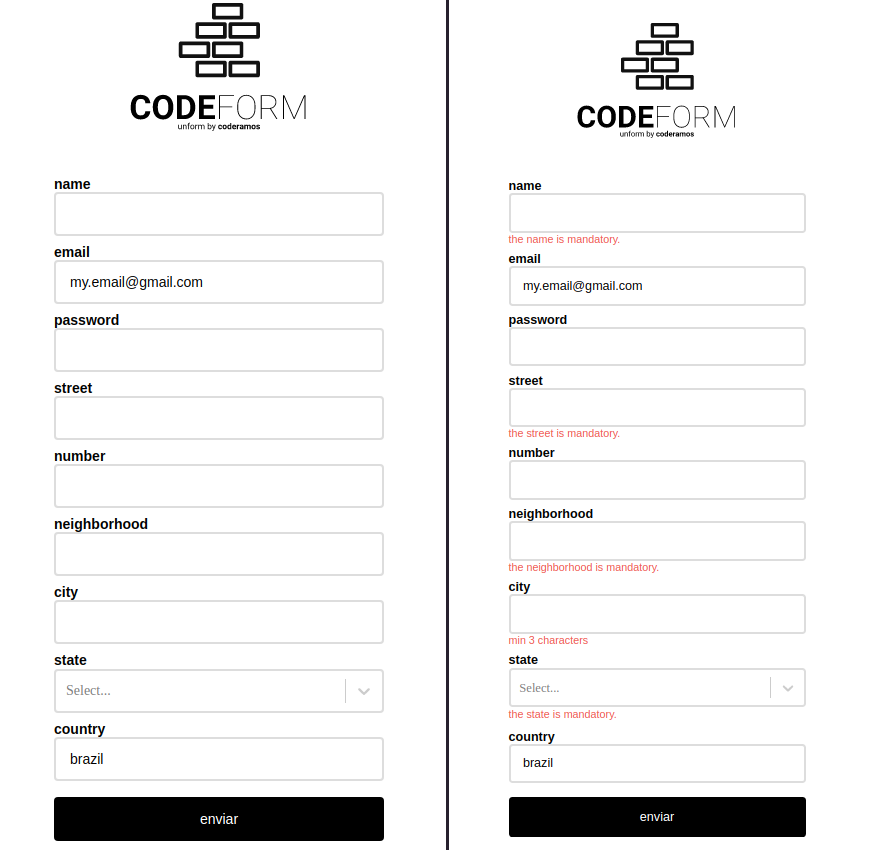 CODEFORM
unform by coderamos
name
email
my.email@gmail.com
password
street
number
neighborhood
city
state
Select...
country
brazil
enviar
CODEFORM
unform by coderamos
name
the name is mandatory.
email
my.email@gmail.com
password
street
the street is mandatory.
number
neighborhood
the neighborhood is mandatory.
city
min 3 characters
state
Select...
the state is mandatory.
country
brazil
enviar